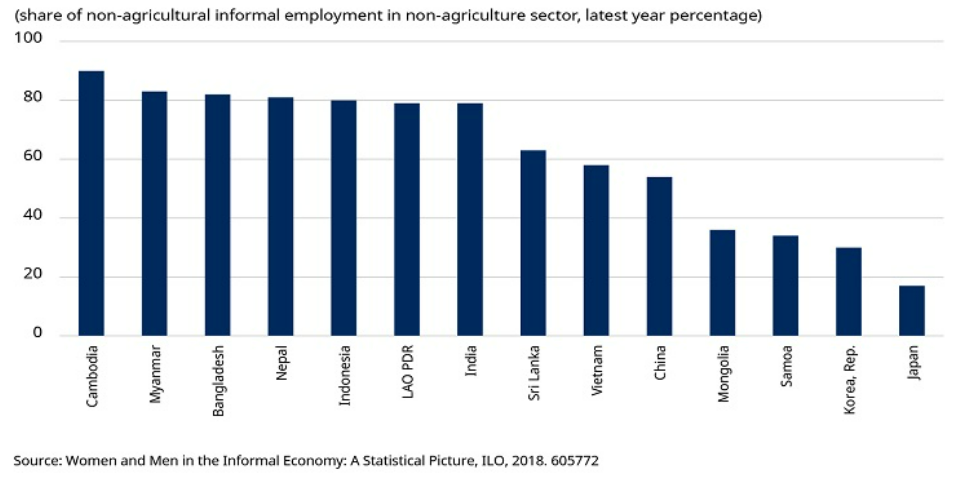 (share of non-agricultural informal employment in non-agriculture sector, latest year percentage)
100
80
60
40
20
0
Cambodia
Myanmar
Bangladesh
Nepal
Indonesia
LAO PDR
India
Sri Lanka
Vietnam
China
Mongolia
Samoa
Korea, Rep.
Japan
Source: Women and Men in the Informal Economy: A Statistical Picture, ILO, 2018. 605772